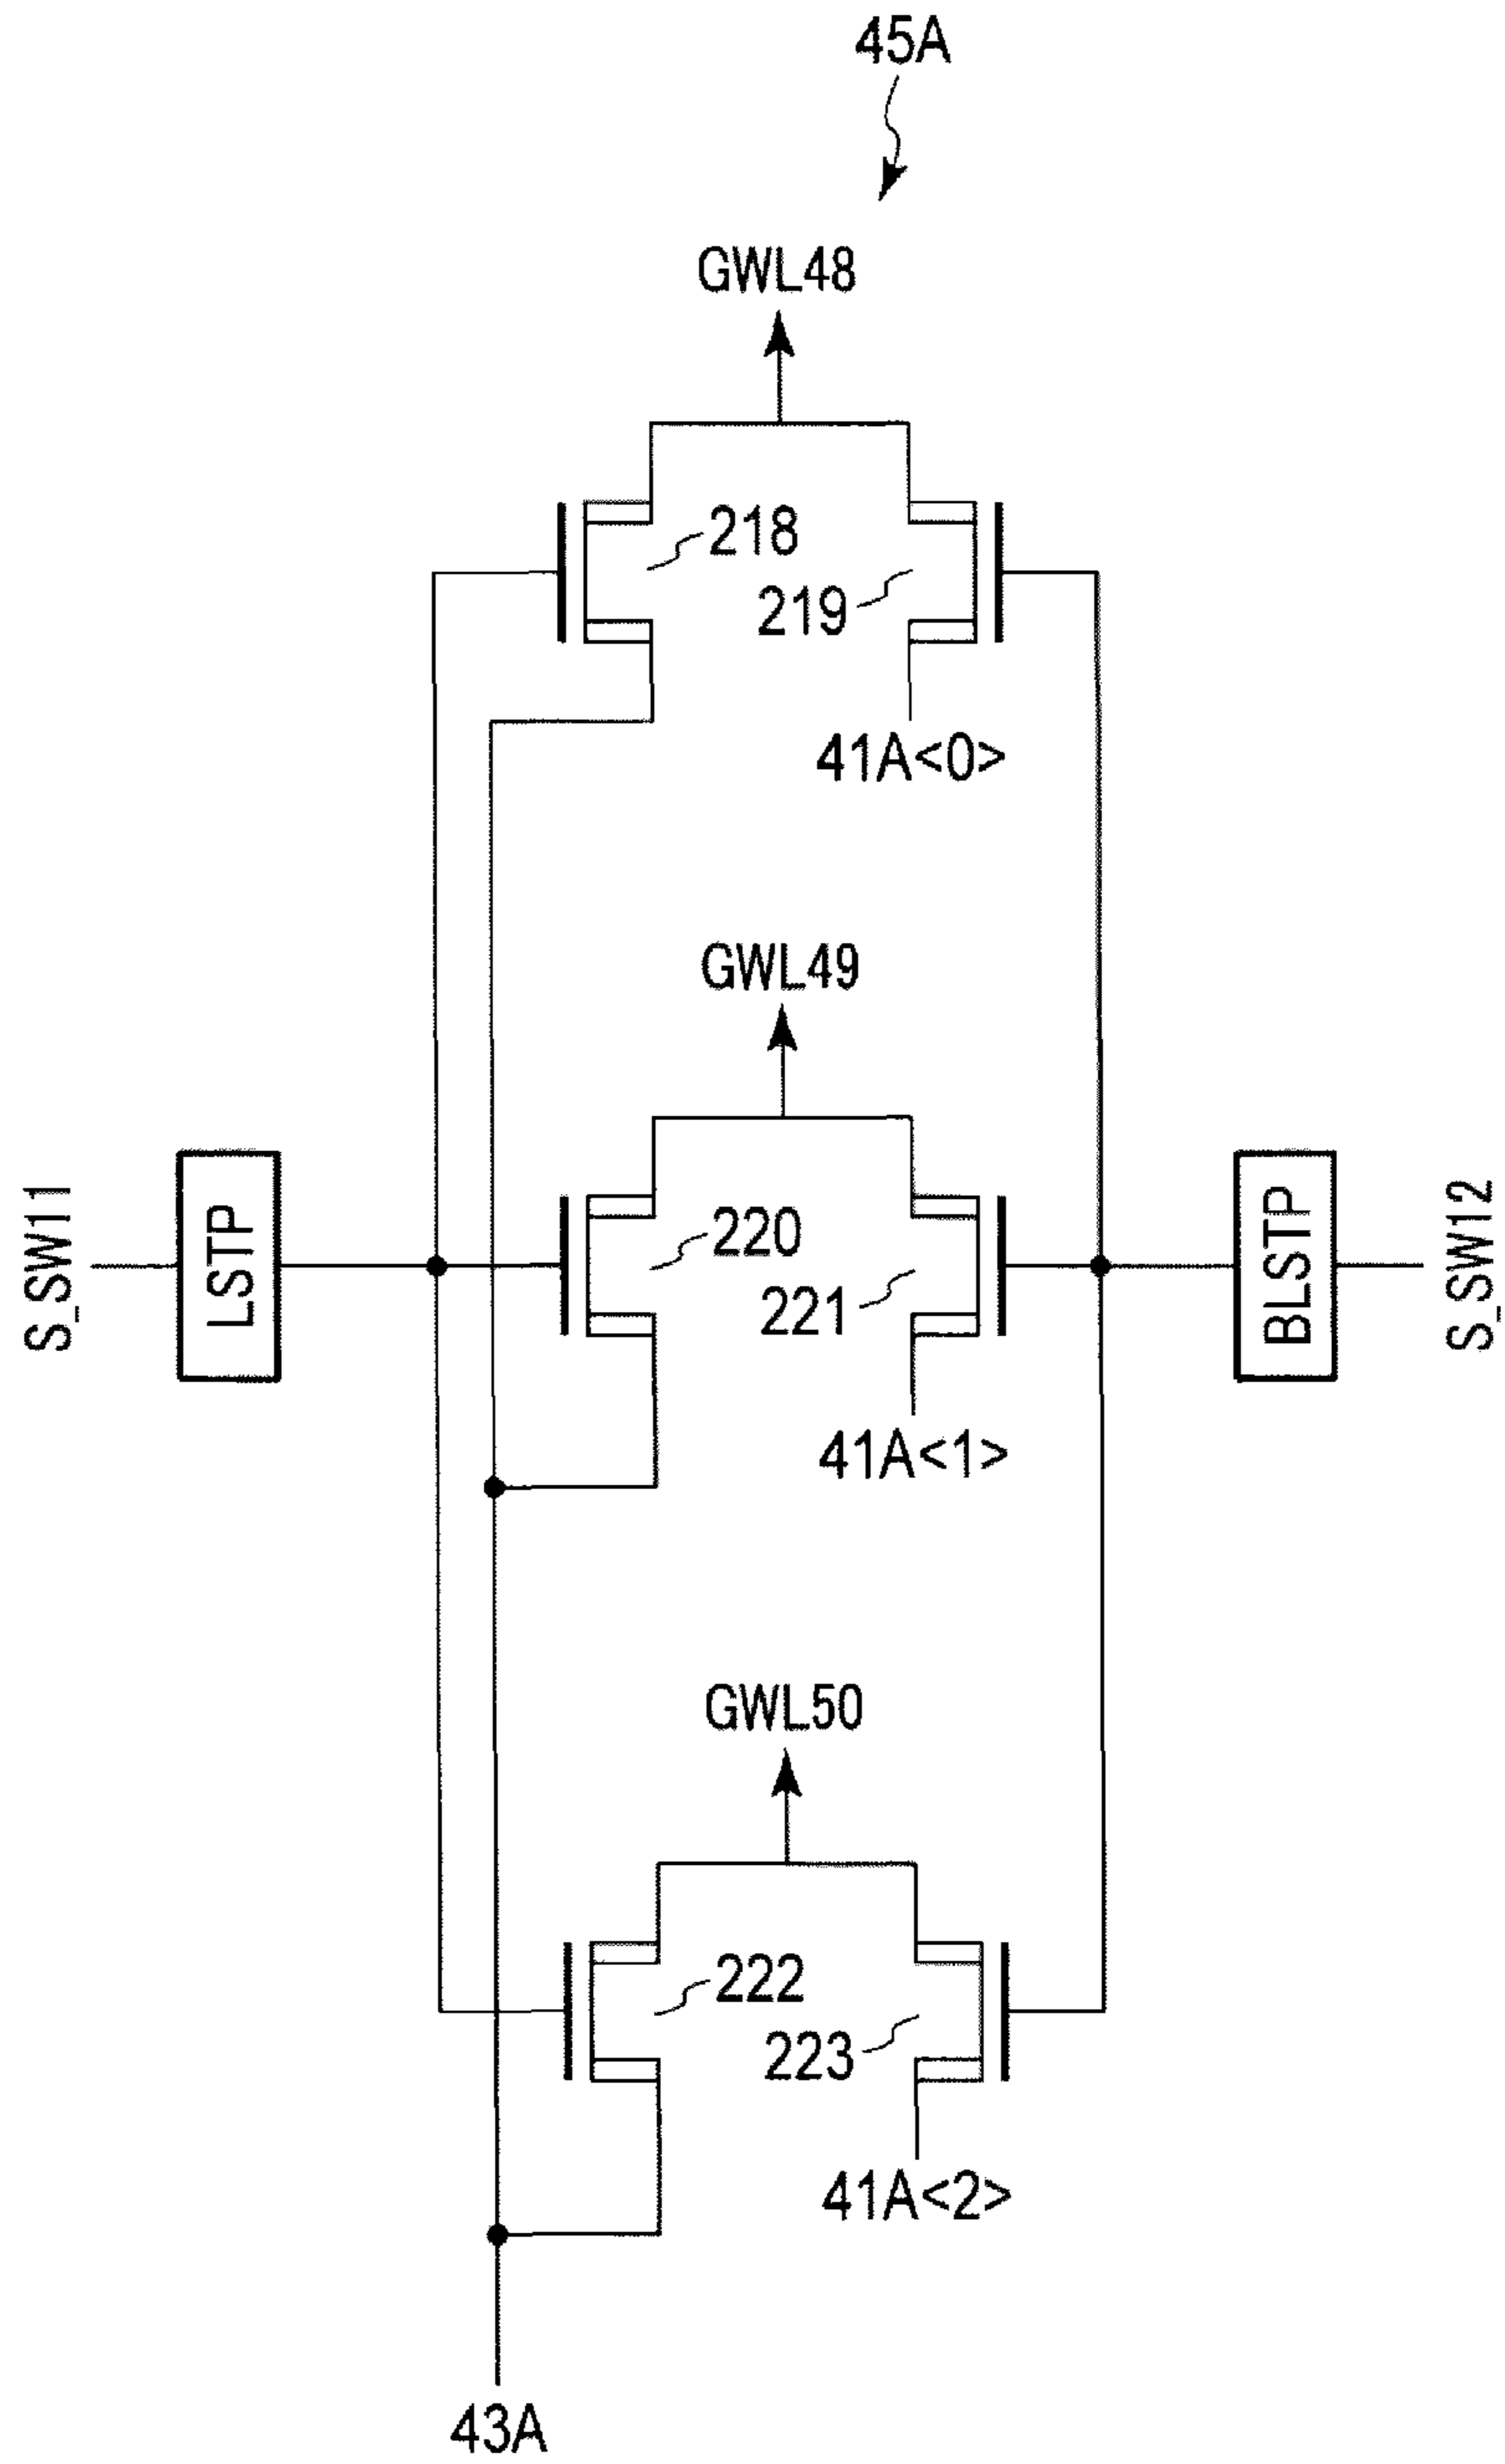 45A
GWL48
218
219
41A<0>
GWL49
S_SW11
LSTP
220
221
BLSTP
S_SW12
41A<1>
GWL50
222
223
41A<2>
43A